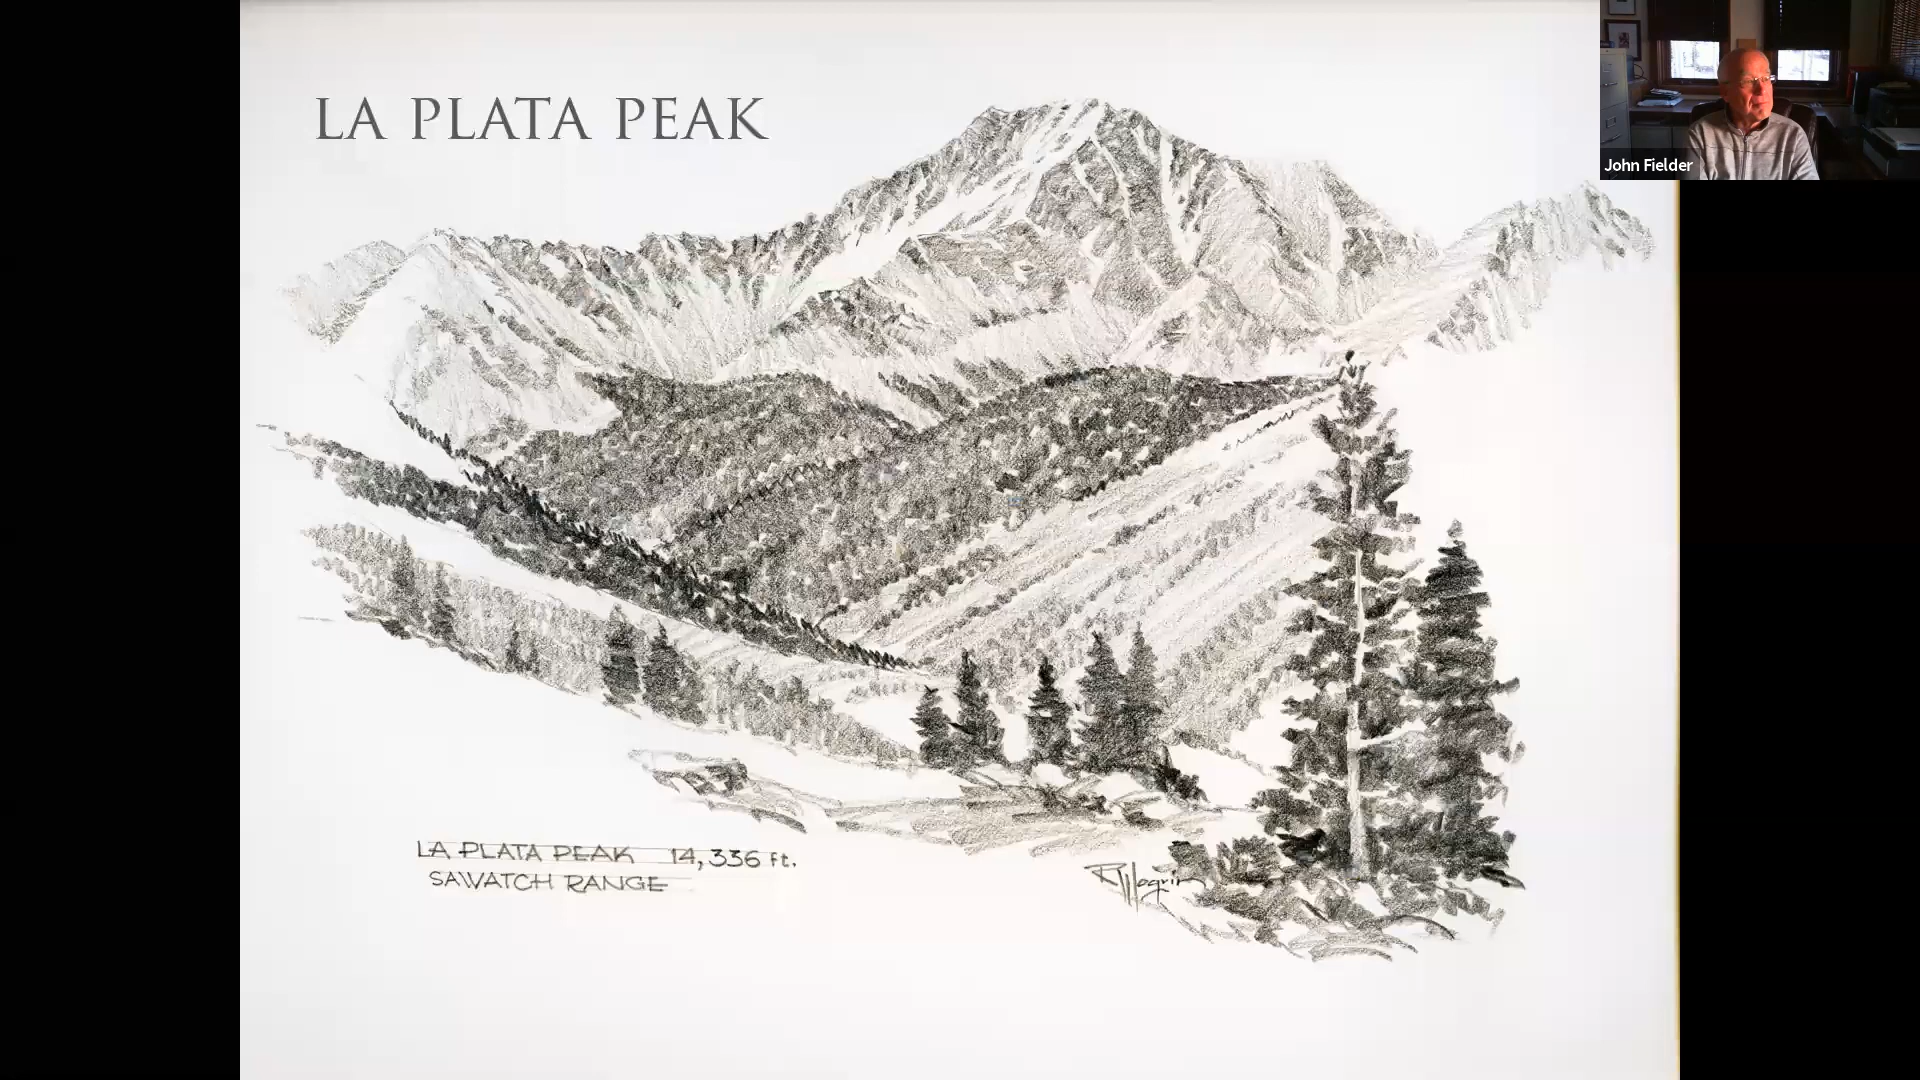 LA PLATA PEAK
John Fielder
LA PLATA PEAK 14,336 Ft.
SAWATCH RANGE